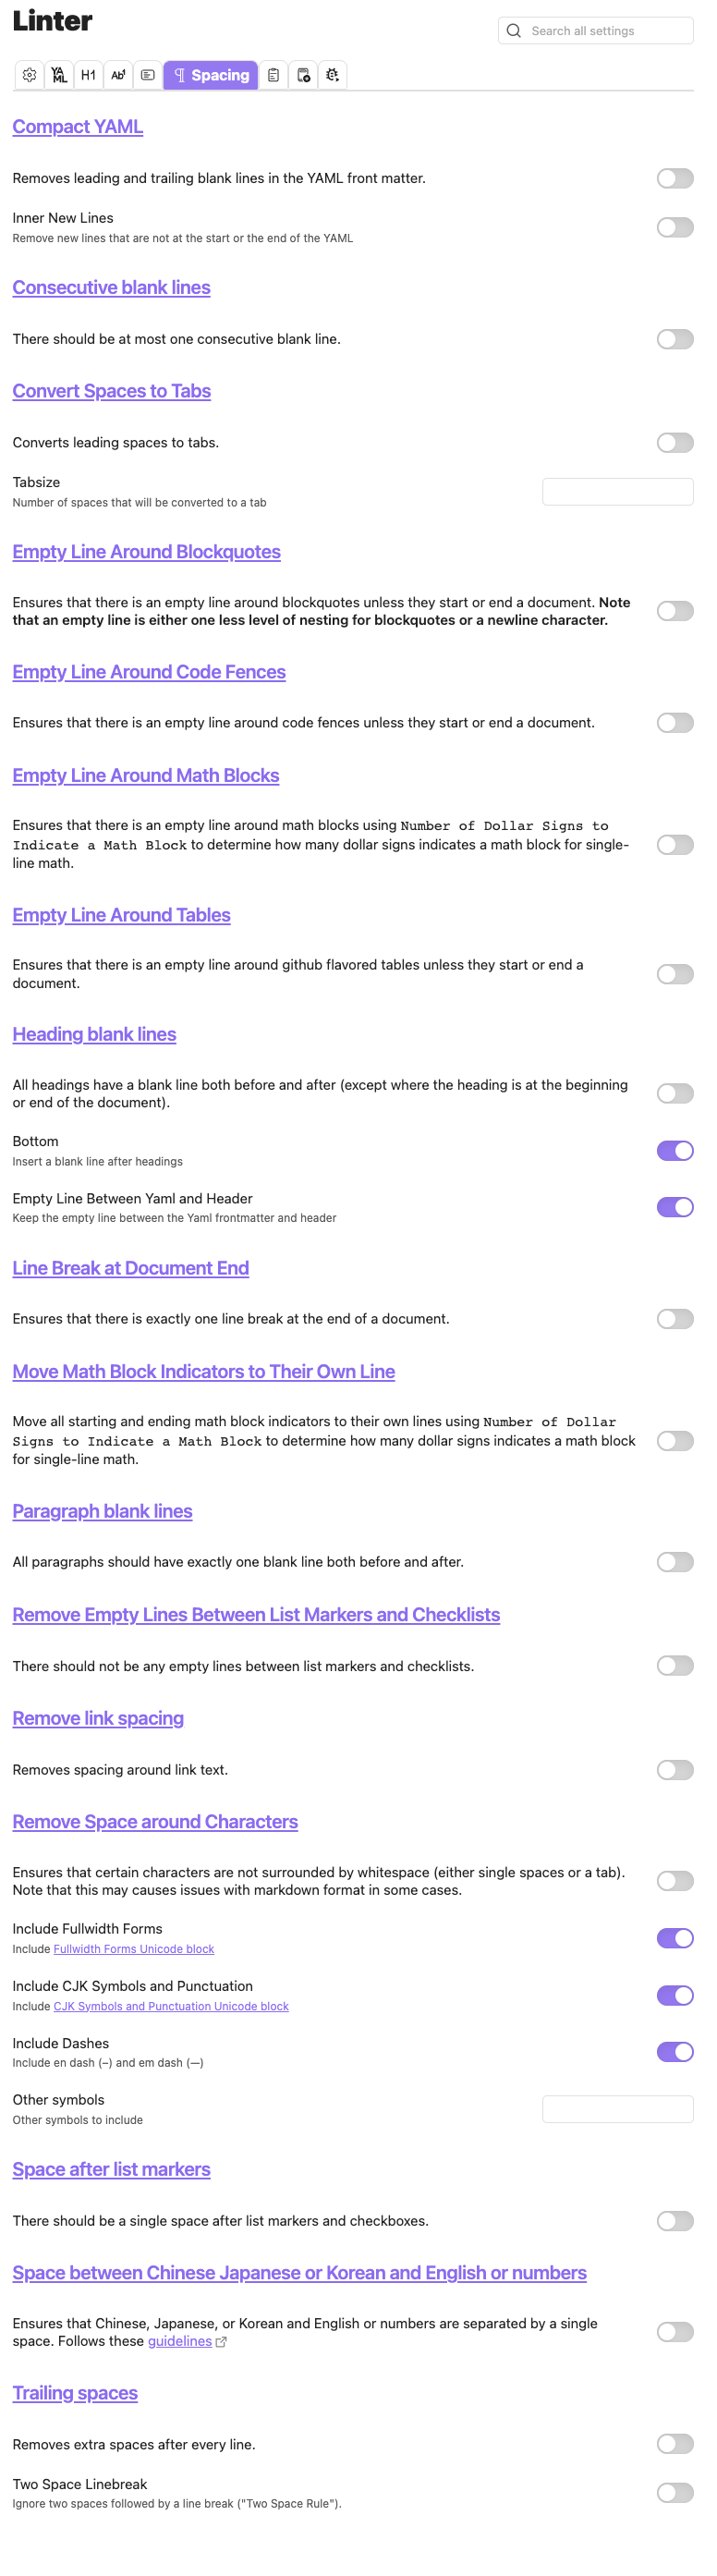 Linter
Search all settings
YAML H1 Ab Spacing
Compact YAML
Removes leading and trailing blank lines in the YAML front matter.
Inner New Lines
Remove new lines that are not at the start or the end of the YAML
Consecutive blank lines
There should be at most one consecutive blank line.
Convert Spaces to Tabs
Converts leading spaces to tabs.
Tabsize
Number of spaces that will be converted to a tab
Empty Line Around Blockquotes
Ensures that there is an empty line around blockquotes unless they start or end a document. Note
that an empty line is either one less level of nesting for blockquotes or a newline character.
Empty Line Around Code Fences
Ensures that there is an empty line around code fences unless they start or end a document.
Empty Line Around Math Blocks
Ensures that there is an empty line around math blocks using Number of Dollar Signs to
Indicate a Math Block to determine how many dollar signs indicates a math block for single-
line math.
Empty Line Around Tables
Ensures that there is an empty line around github flavored tables unless they start or end a
document.
Heading blank lines
All headings have a blank line both before and after (except where the heading is at the beginning
or end of the document).
Bottom
Insert a blank line after headings
Empty Line Between Yaml and Header
Keep the empty line between the Yaml frontmatter and header
Line Break at Document End
Ensures that there is exactly one line break at the end of a document.
Move Math Block Indicators to Their Own Line
Move all starting and ending math block indicators to their own lines using Number of Dollar
Signs to Indicate a Math Block to determine how many dollar signs indicates a math block
for single-line math.
Paragraph blank lines
All paragraphs should have exactly one blank line both before and after.
Remove Empty Lines Between List Markers and Checklists
There should not be any empty lines between list markers and checklists.
Remove link spacing
Removes spacing around link text.
Remove Space around Characters
Ensures that certain characters are not surrounded by whitespace (either single spaces or a tab).
Note that this may causes issues with markdown format in some cases.
Include Fullwidth Forms
Include Fullwidth Forms Unicode block
Include CJK Symbols and Punctuation
Include CJK Symbols and Punctuation Unicode block
Include Dashes
Include en dash (–) and em dash (—)
Other symbols
Other symbols to include
Space after list markers
There should be a single space after list markers and checkboxes.
Space between Chinese Japanese or Korean and English or numbers
Ensures that Chinese, Japanese, or Korean and English or numbers are separated by a single
space. Follows these guidelines
Trailing spaces
Removes extra spaces after every line.
Two Space Linebreak
Ignore two spaces followed by a line break ("Two Space Rule").